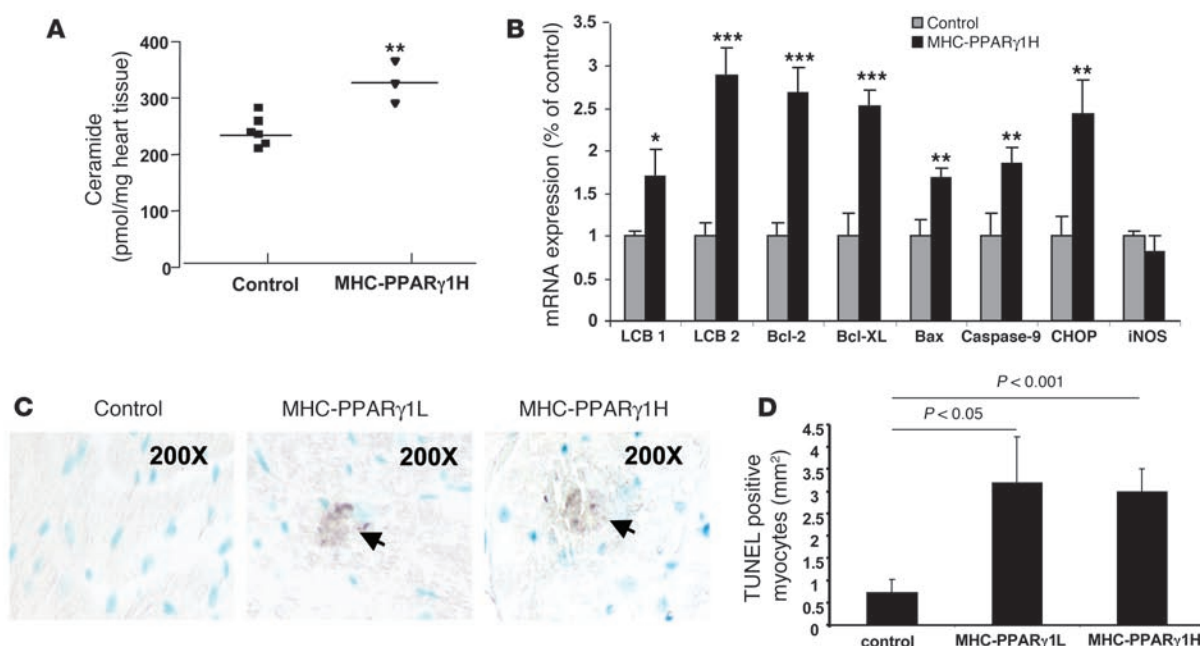 A
Ceramide
(pmol/mg heart tissue)
400
300
200
100
0
**
Control
MHC-PPARγ1H
B
mRNA expression (% of control)
3.5
3
2.5
2
1.5
1
0.5
0
Control
MHC-PPARγ1H
*
***
***
***
**
**
**
LCB 1 LCB 2 Bcl-2 Bcl-XL Bax Caspase-9 CHOP iNOS
C
Control MHC-PPARγ1L MHC-PPARγ1H
200X 200X 200X
D
P < 0.001
P < 0.05
TUNEL positive
myocytes (mm²)
4.5
4
3.5
3
2.5
2
1.5
1
0.5
0
control MHC-PPARγ1L MHC-PPARγ1H